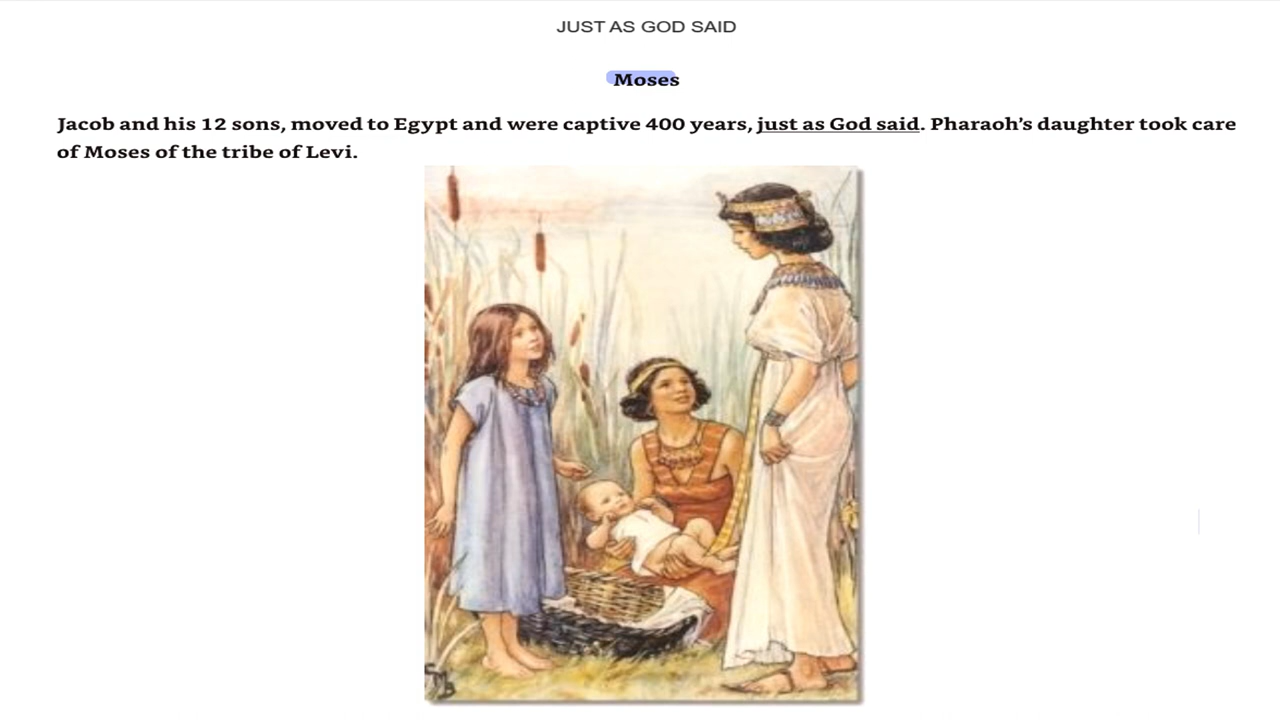 JUST AS GOD SAID
Moses
Jacob and his 12 sons, moved to Egypt and were captive 400 years, just as God said. Pharaoh’s daughter took care
of Moses of the tribe of Levi.